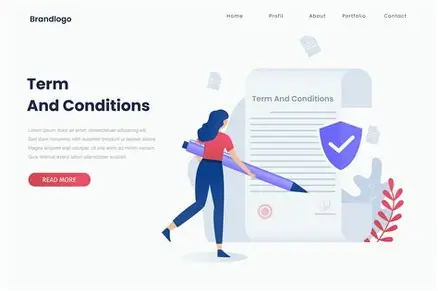 Brandlogo
Home Profil About Portfolio Contact
Term
And Conditions
Lorem ipsum dolor sit amet, consectetuer adipiscing elit,
sed diam nonummy nibh euismod tincidunt ut laoreet dolore
magna aliquam erat volutpat. Ut wisi enim ad minim veniam,
quis nostrud exerci tation
READ MORE
Term And Conditions